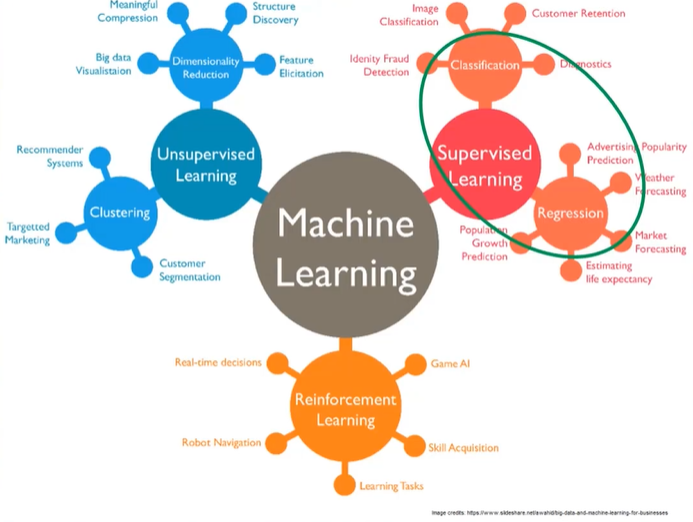 Meaningful
Compression
Structure
Discovery
Big data
Visualistaion
Dimensionality
Reduction
Feature
Elicitation
Recommender
Systems
Unsupervised
Learning
Clustering
Targetted
Marketing
Customer
Segmentation
Machine
Learning
Image
Classification
Customer Retention
Idenity Fraud
Detection
Classification
Diagnostics
Supervised
Learning
Advertising Popularity
Prediction
Weather
Forecasting
Regression
Population
Growth
Prediction
Market
Forecasting
Estimating
life expectancy
Real-time decisions
Game AI
Reinforcement
Learning
Robot Navigation
Skill Acquisition
Learning Tasks
Image credits: https://www.slideshare.net/awahid/big-data-and-machine-learning-for-businesses